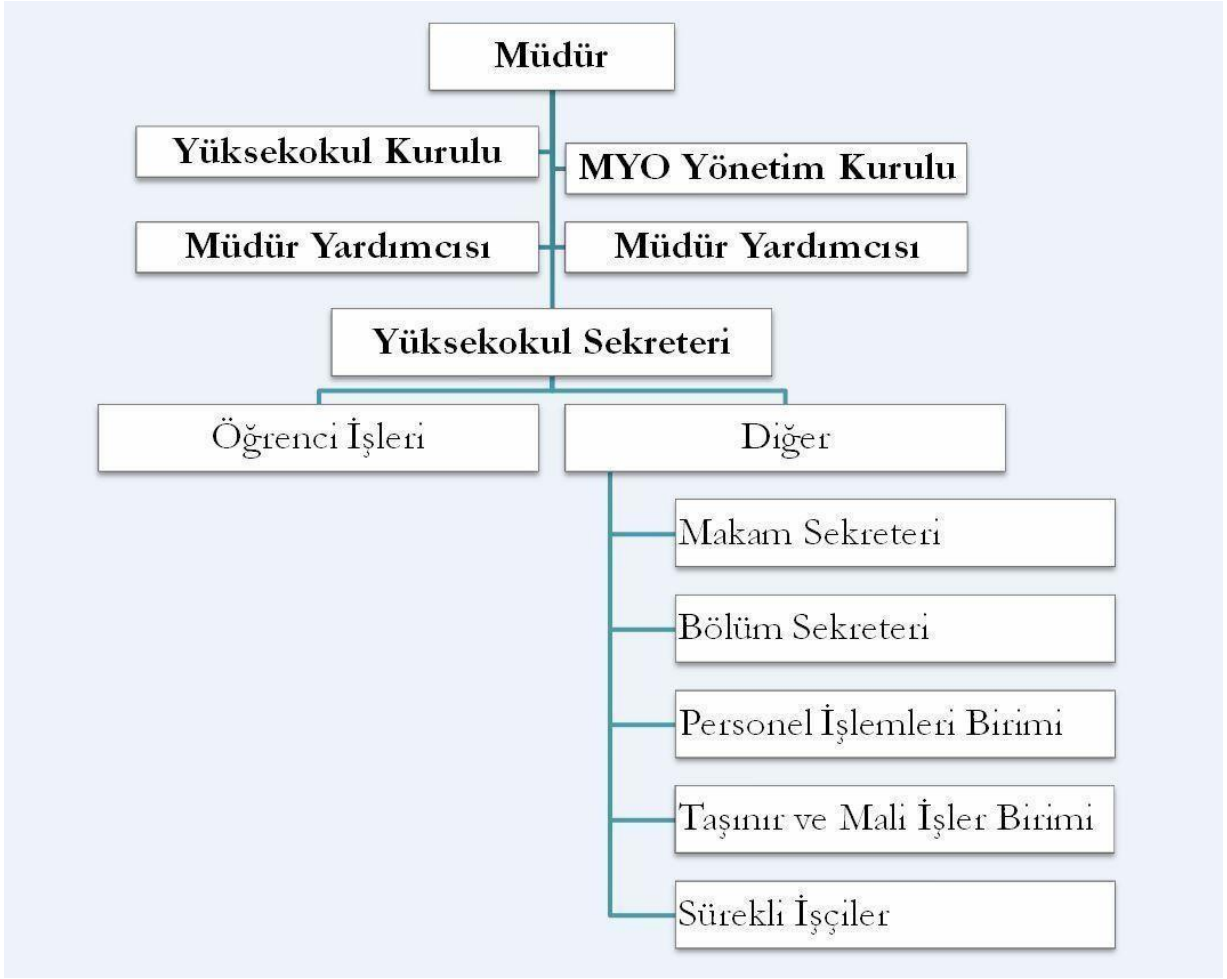 Müdür
Yüksekokul Kurulu
MYO Yönetim Kurulu
Müdür Yardımcısı
Müdür Yardımcısı
Yüksekokul Sekreteri
Öğrenci İşleri
Diğer
Makam Sekreteri
Bölüm Sekreteri
Personel İşlemleri Birimi
Taşınır ve Mali İşler Birimi
Sürekli İşçiler